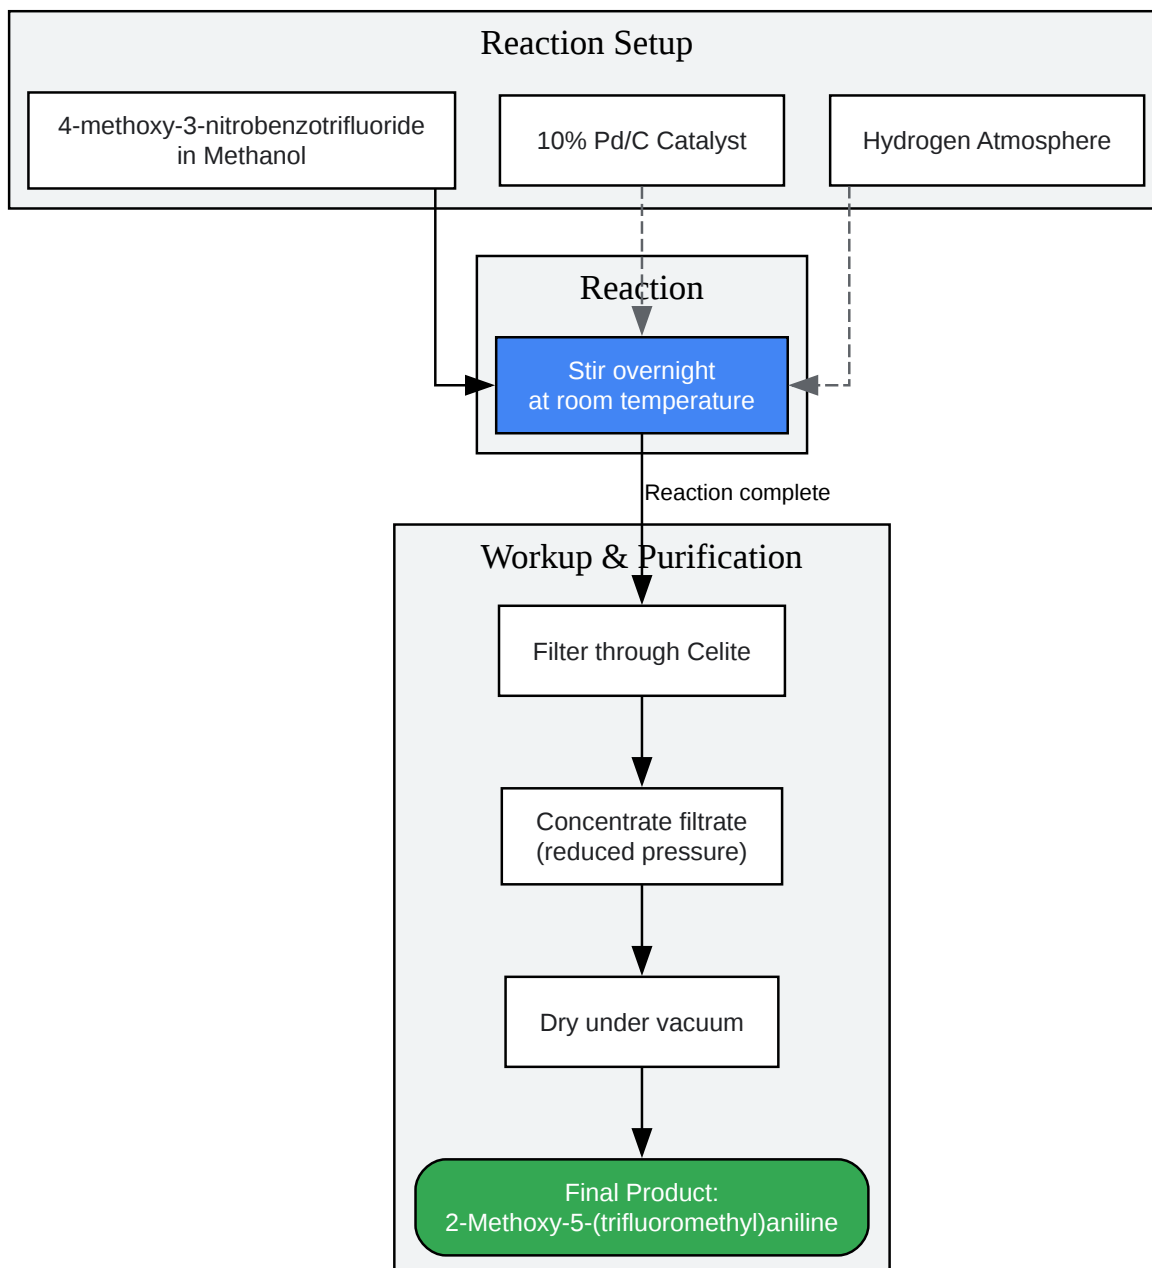 Reaction Setup
4-methoxy-3-nitrobenzotrifluoride
in Methanol
10% Pd/C Catalyst
Hydrogen Atmosphere
Reaction
Stir overnight
at room temperature
Reaction complete
Workup & Purification
Filter through Celite
Concentrate filtrate
(reduced pressure)
Dry under vacuum
Final Product:
2-Methoxy-5-(trifluoromethyl)aniline